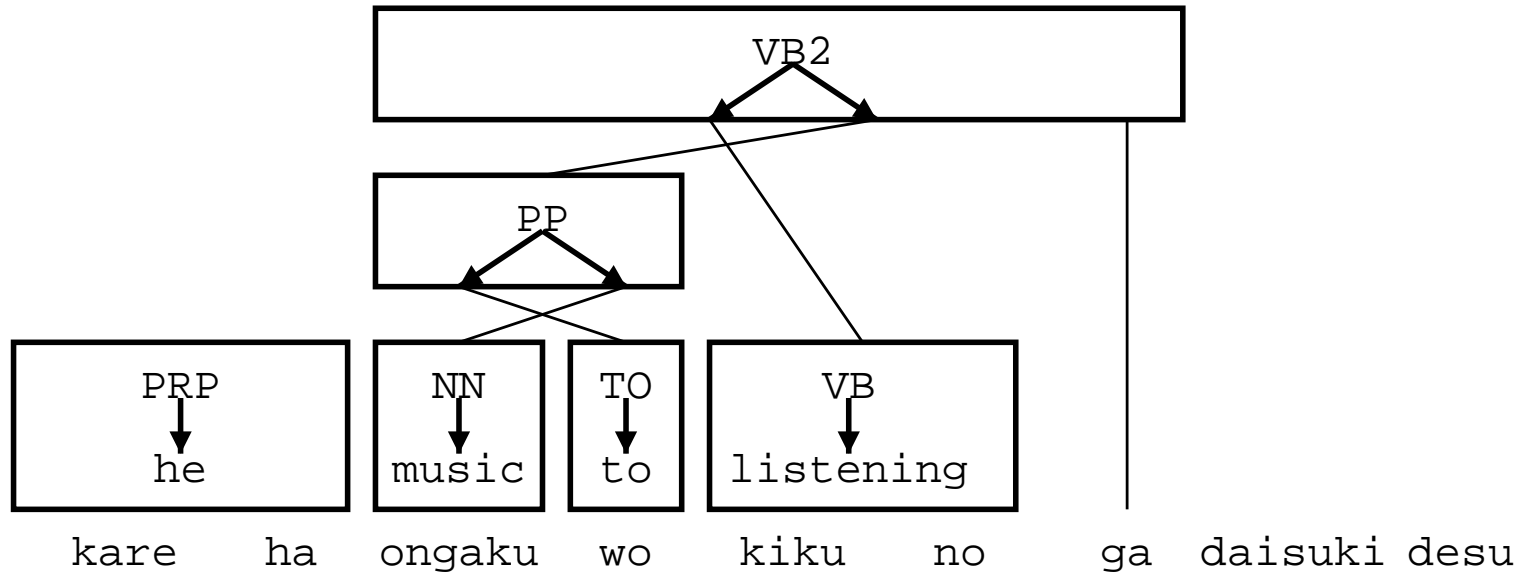 VB2
PP
PRP NN TO VB
he music to listening
kare ha ongaku wo kiku no ga daisuki desu